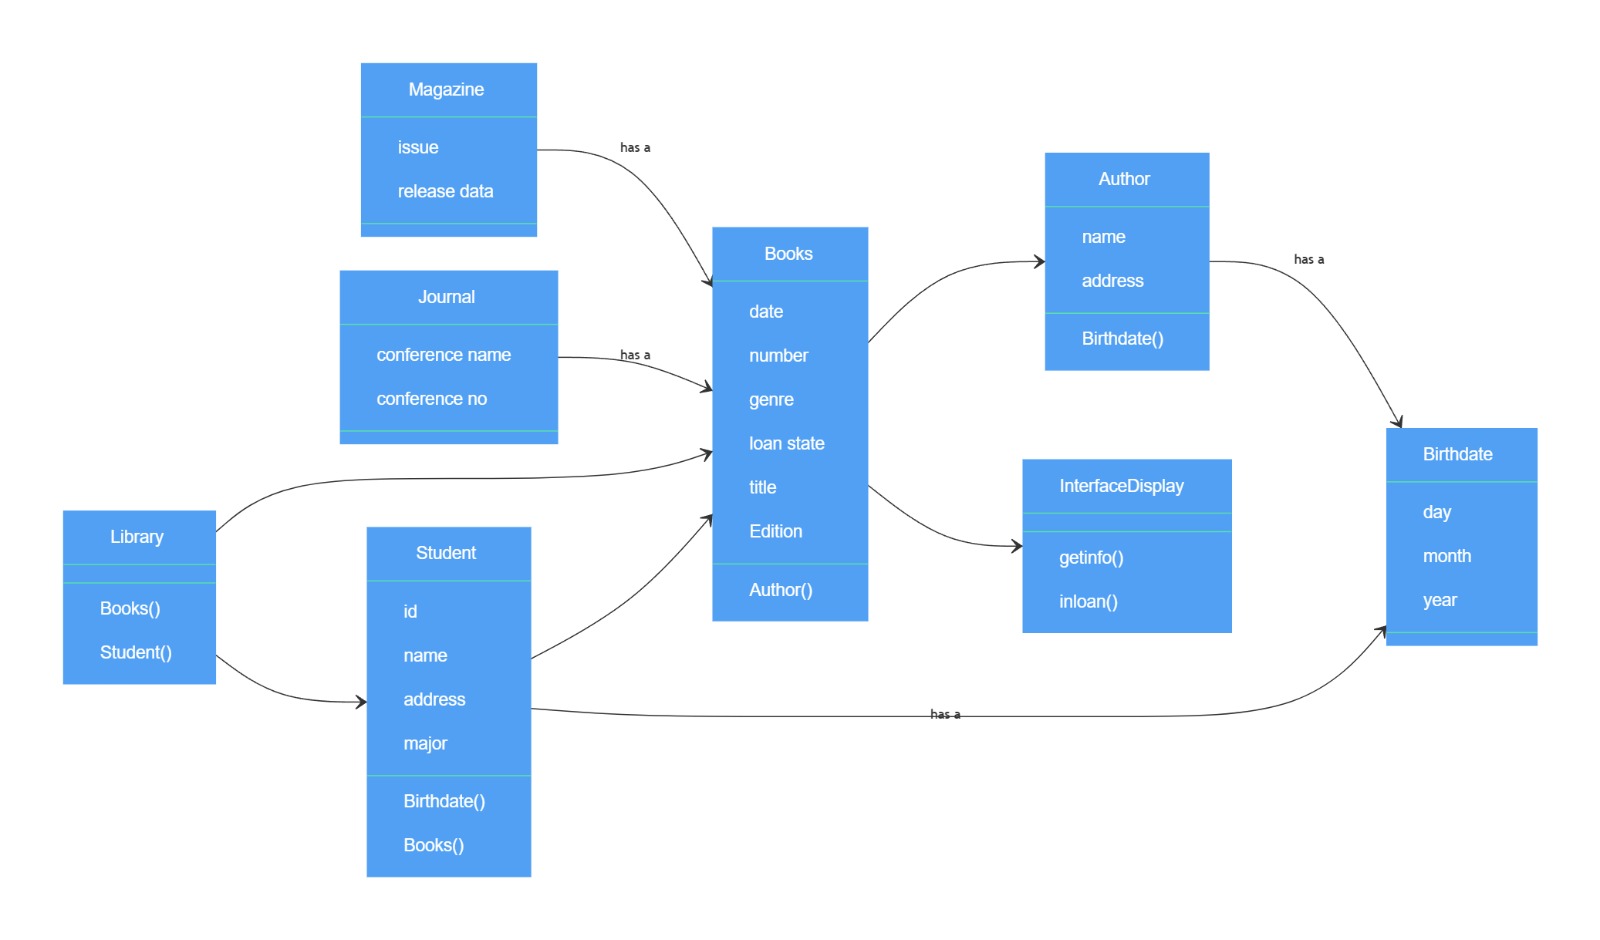 Magazine
issue
release data
has a
Journal
conference name
conference no
has a
Library
Books()
Student()
Student
id
name
address
major
Birthdate()
Books()
Books
date
number
genre
loan state
title
Edition
Author()
Author
name
address
Birthdate()
has a
InterfaceDisplay
getinfo()
inloan()
has a
Birthdate
day
month
year